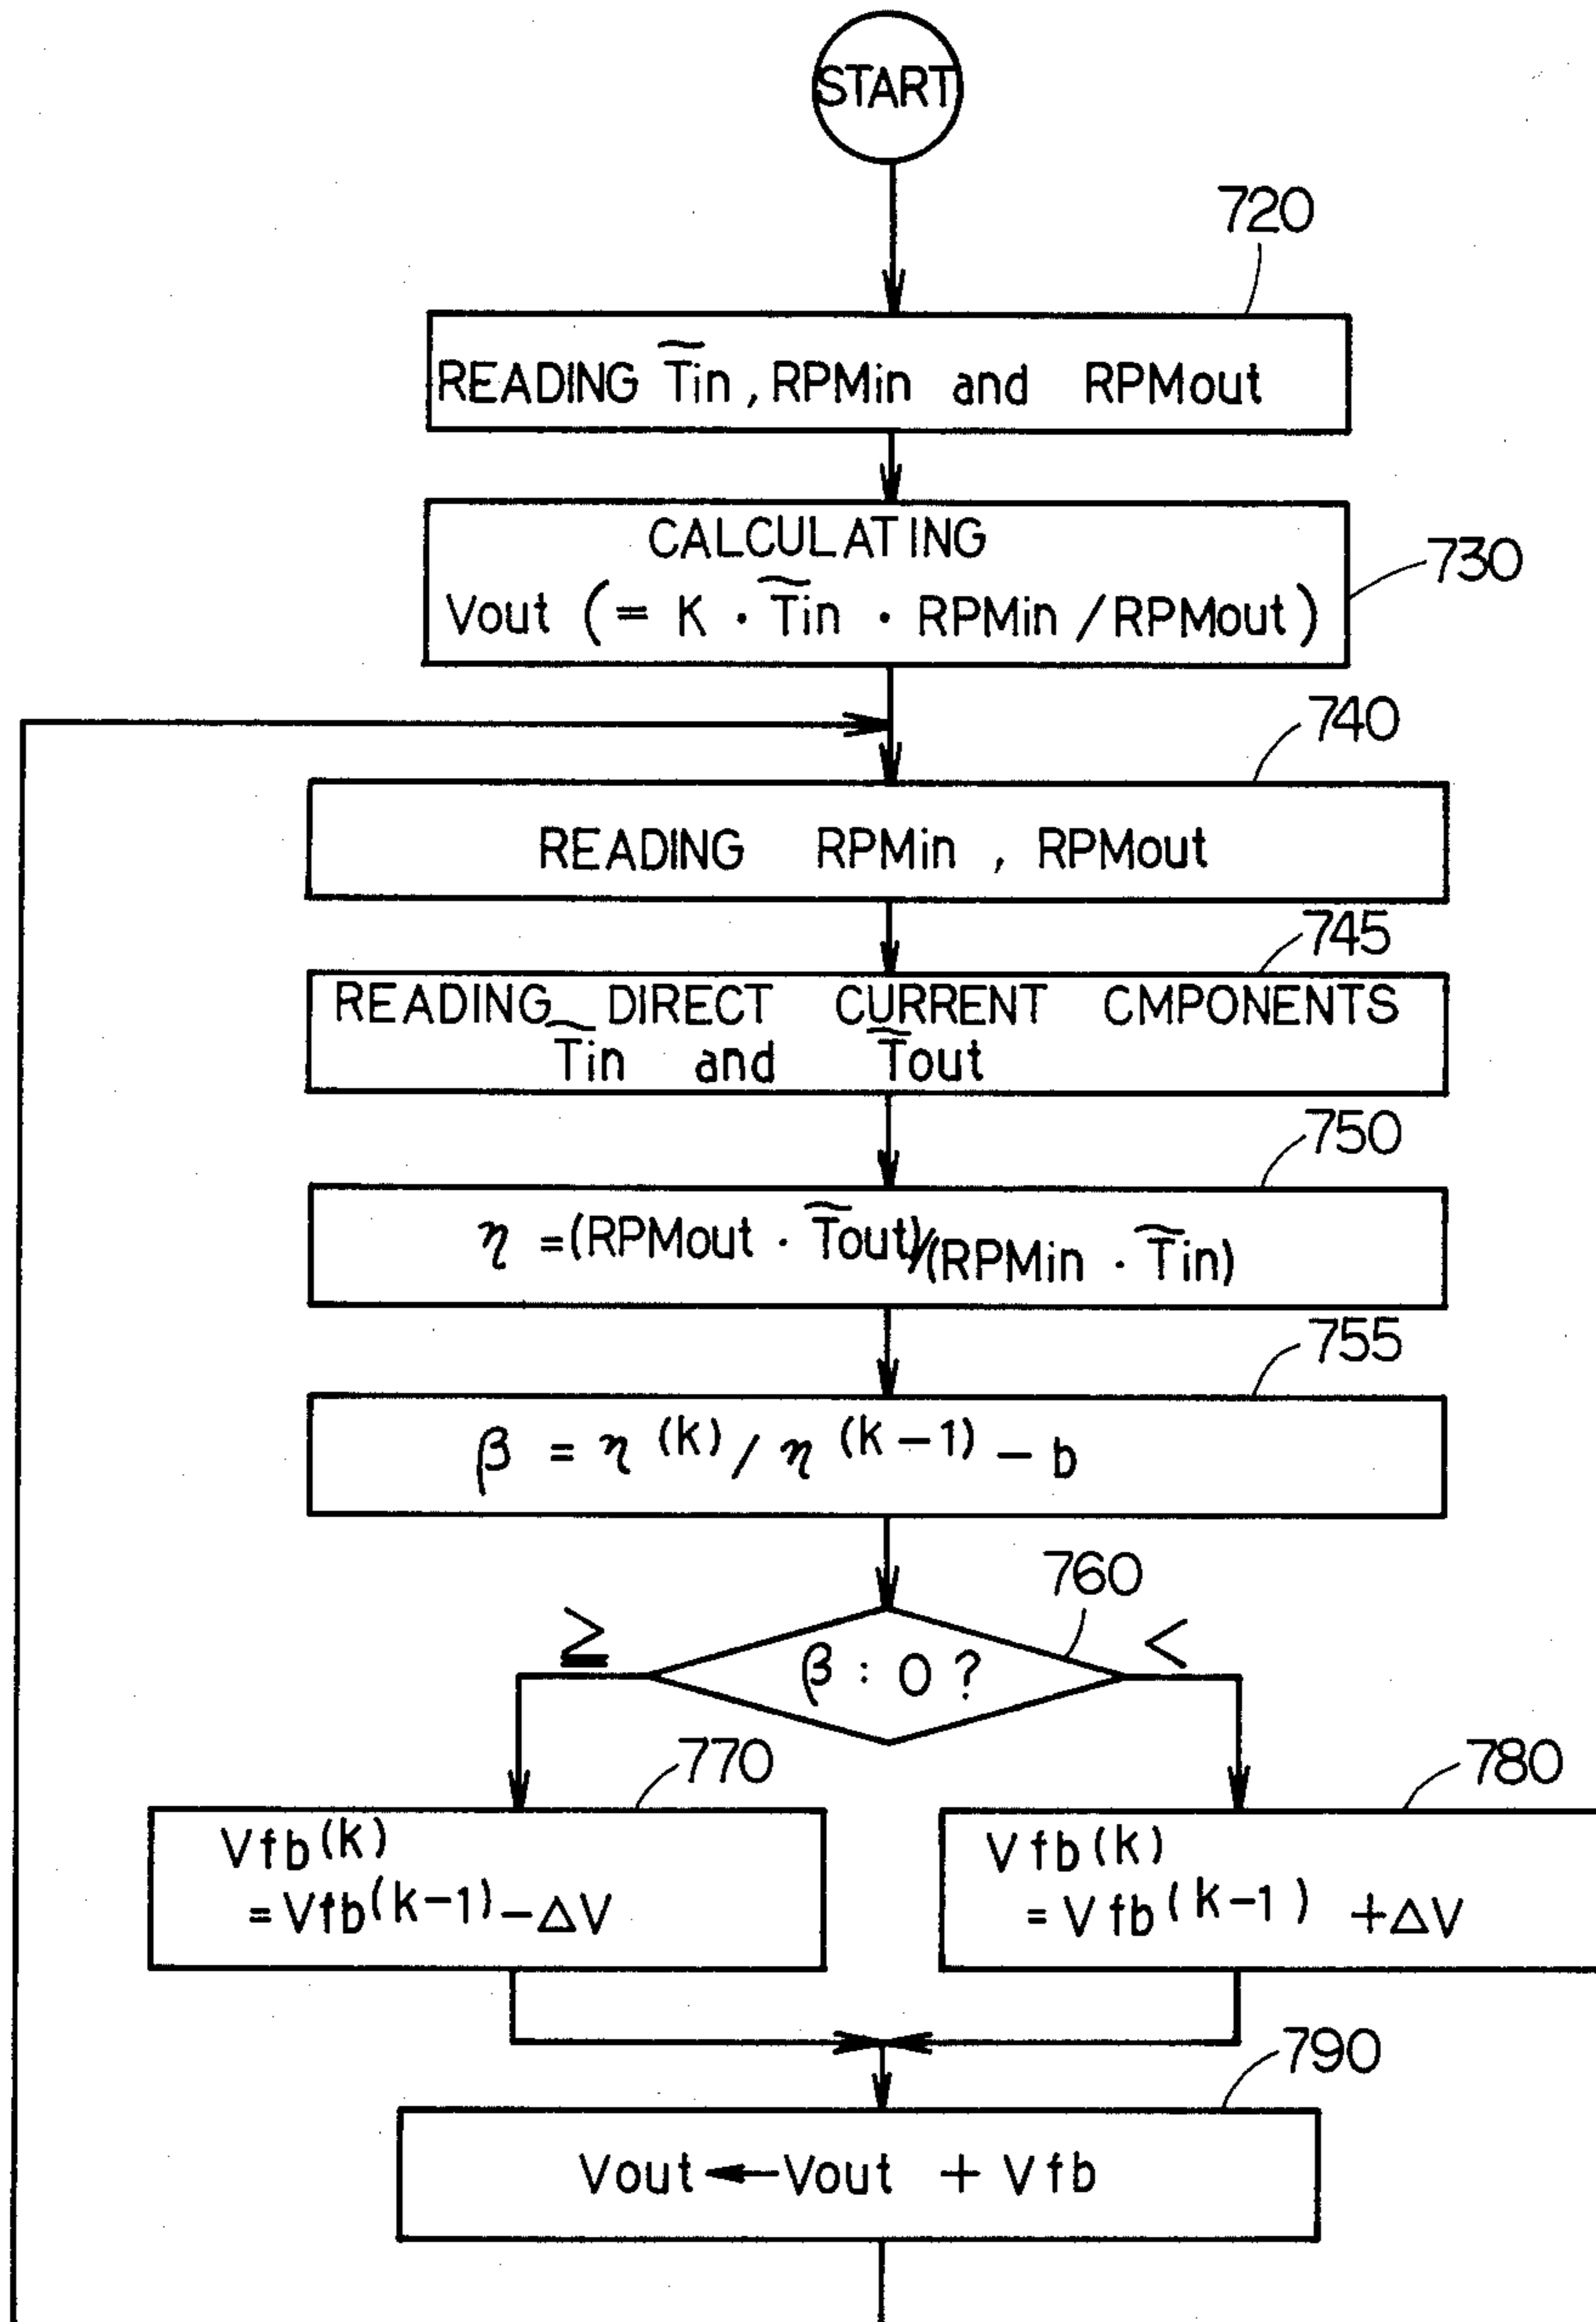 START
720
READING T̃in, RPMin and RPMout
CALCULATING
730
Vout (= K · T̃in · RPMin / RPMout)
740
READING RPMin , RPMout
745
READING DIRECT CURRENT CMPONENTS
T̃in and T̃out
750
η =(RPMout · T̃out)/(RPMin · T̃in)
755
β = η (k) / η (k-1) - b
760
≧ β : 0 ? <
770
Vfb(k)
=Vfb(k-1)-ΔV
780
Vfb(k)
=Vfb(k-1) +ΔV
790
Vout←Vout + Vfb